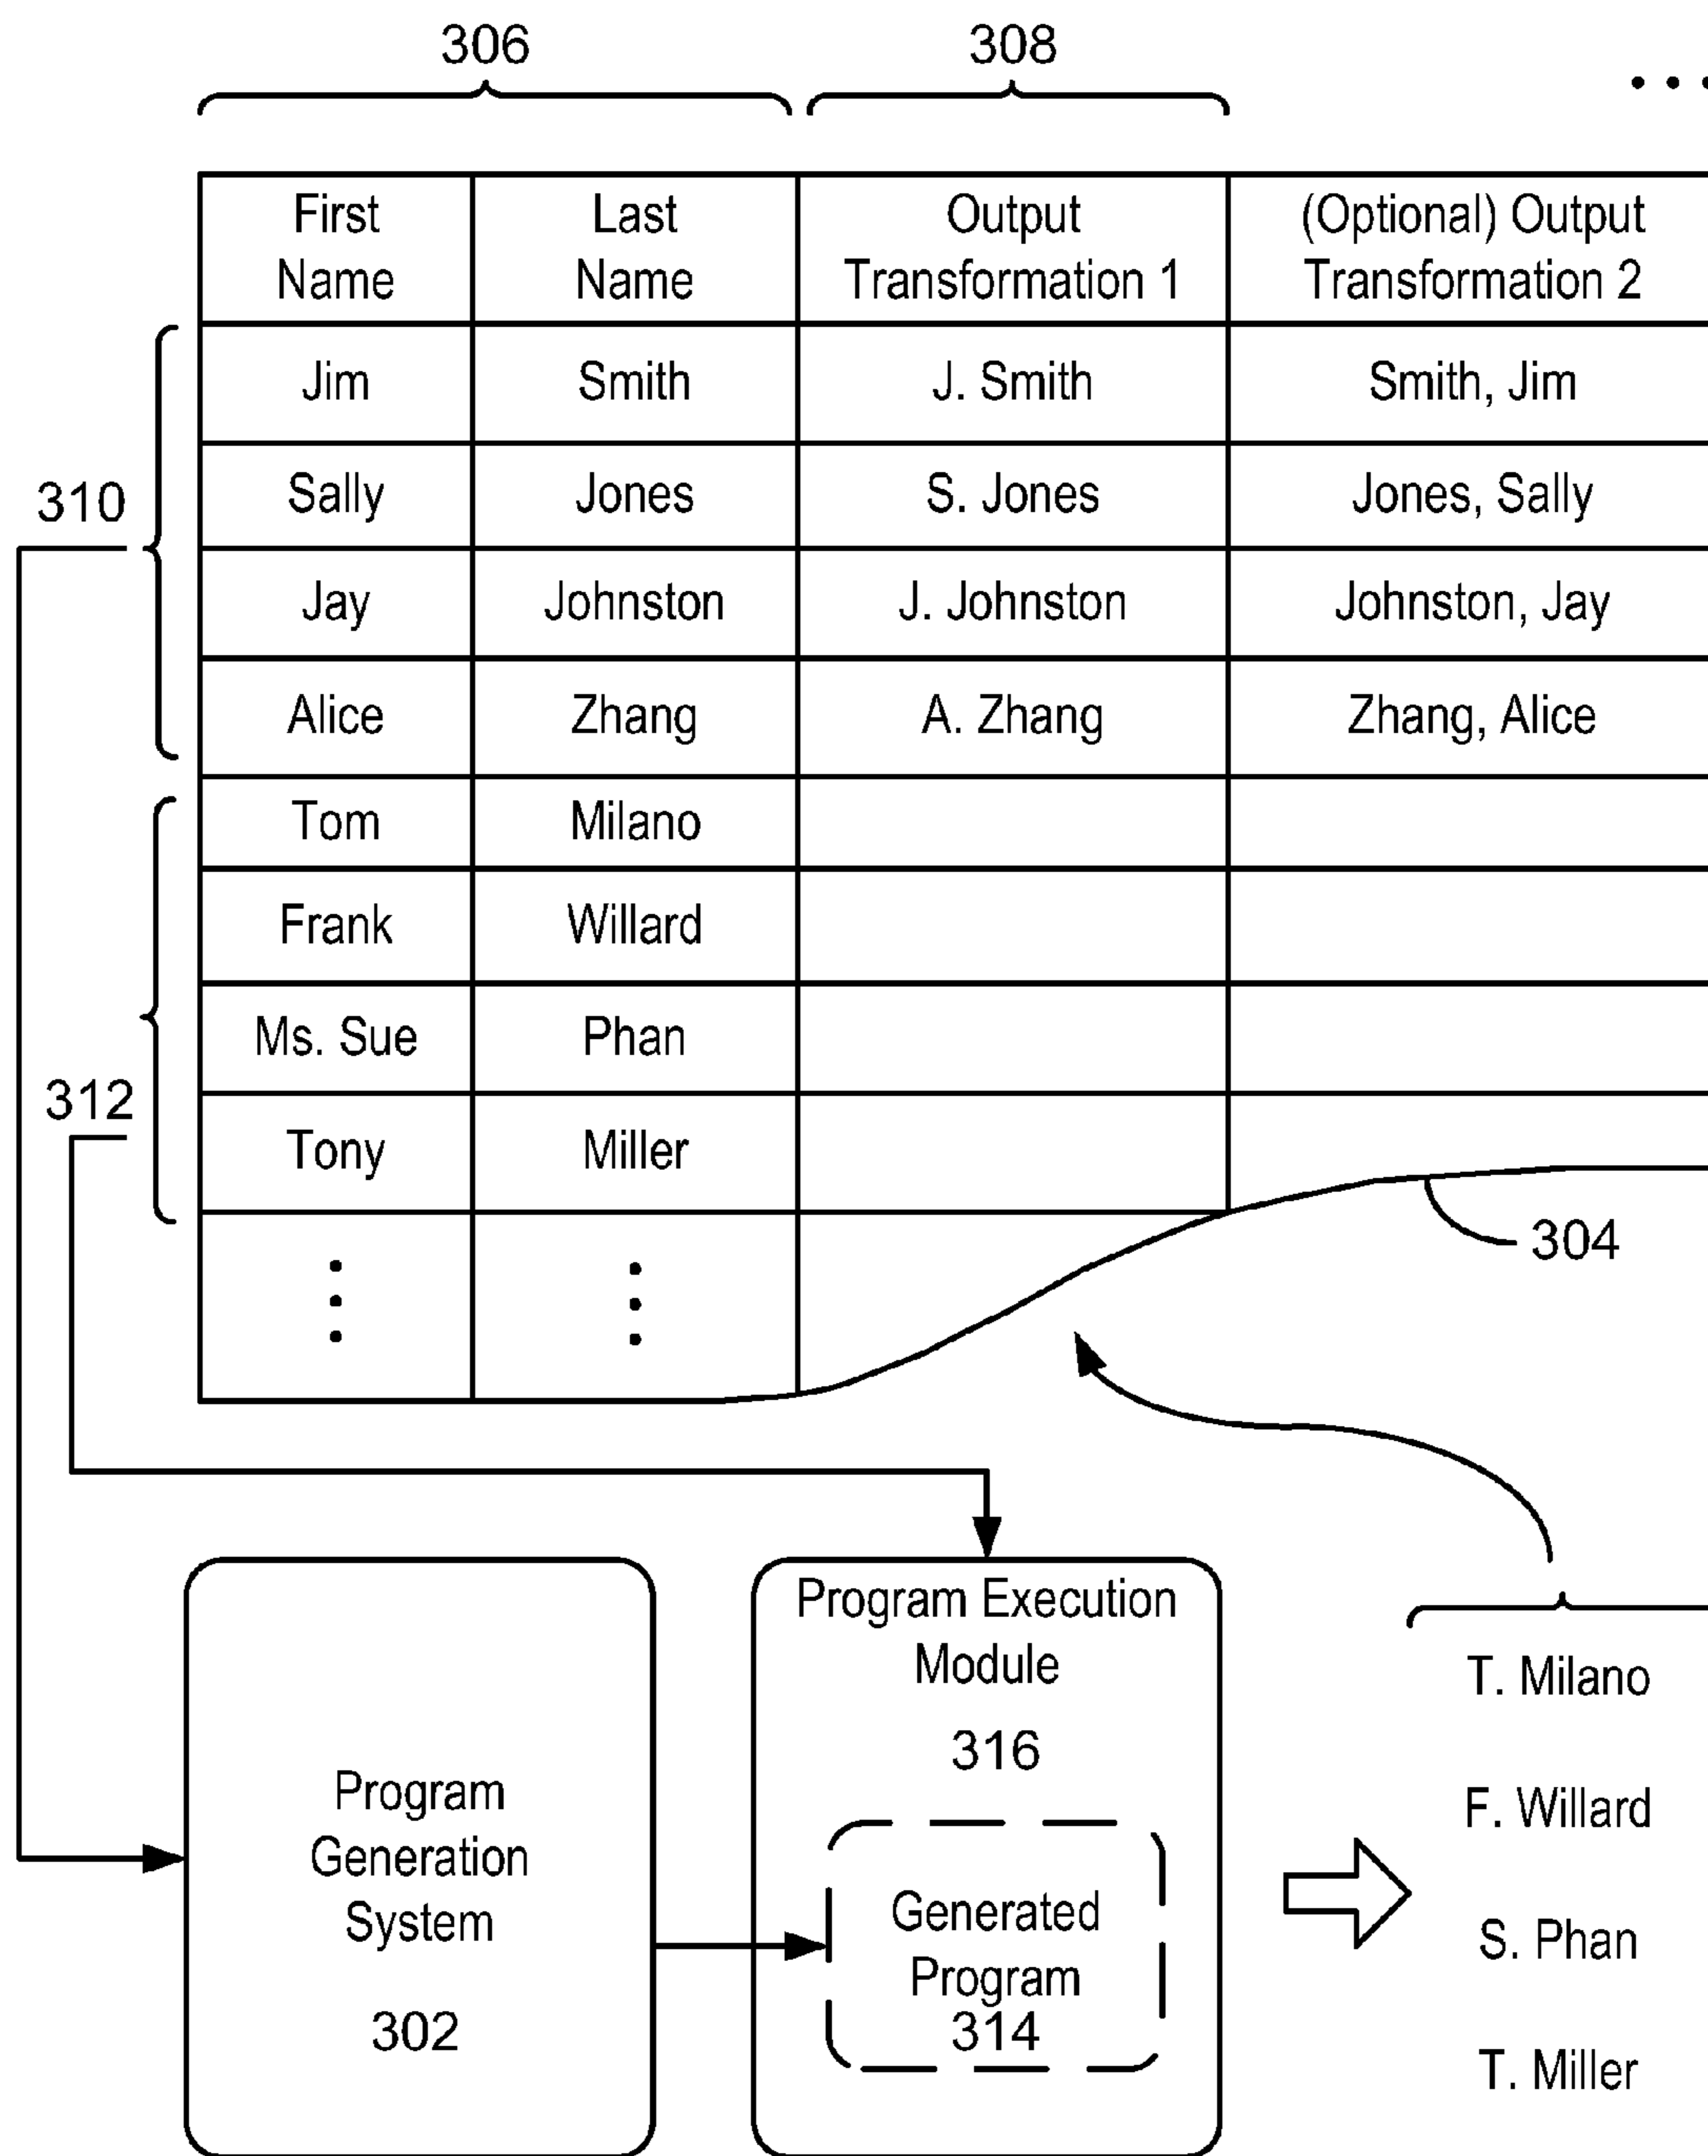 306 308 ...
First Name Last Name Output Transformation 1 (Optional) Output Transformation 2
Jim Smith J. Smith Smith, Jim
310 Sally Jones S. Jones Jones, Sally
Jay Johnston J. Johnston Johnston, Jay
Alice Zhang A. Zhang Zhang, Alice
Tom Milano
Frank Willard
Ms. Sue Phan
312
Tony Miller
304
Program Execution
Module
316
Program
Generation
System
302
Generated
Program
314
T. Milano
F. Willard
S. Phan
T. Miller